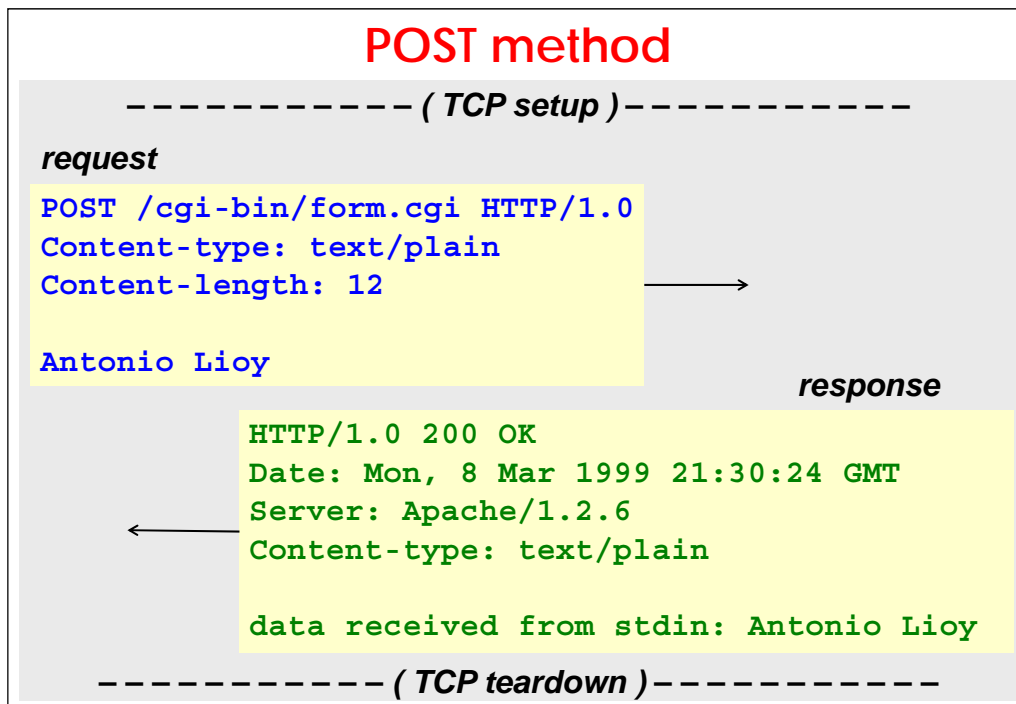 POST method
– – – – – – – – – – – ( TCP setup ) – – – – – – – – – – –
request
POST /cgi-bin/form.cgi HTTP/1.0
Content-type: text/plain
Content-length: 12

Antonio Lioy
response
HTTP/1.0 200 OK
Date: Mon, 8 Mar 1999 21:30:24 GMT
Server: Apache/1.2.6
Content-type: text/plain

data received from stdin: Antonio Lioy
– – – – – – – – – – – ( TCP teardown ) – – – – – – – – – – –